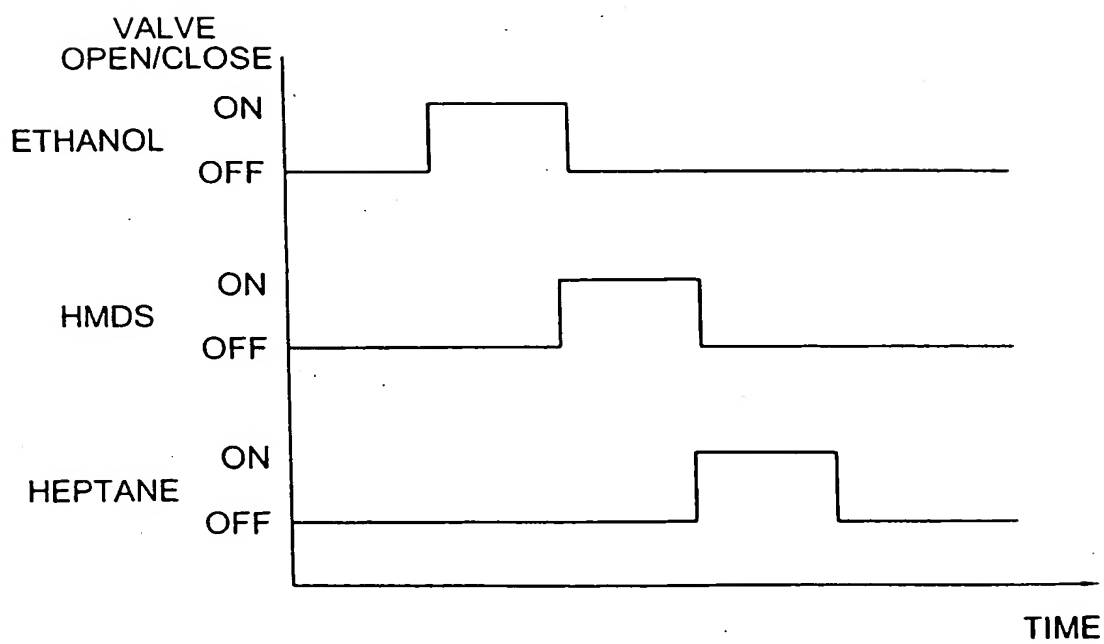 VALVE
OPEN/CLOSE
ON
ETHANOL
OFF
ON
HMDS
OFF
ON
HEPTANE
OFF
TIME